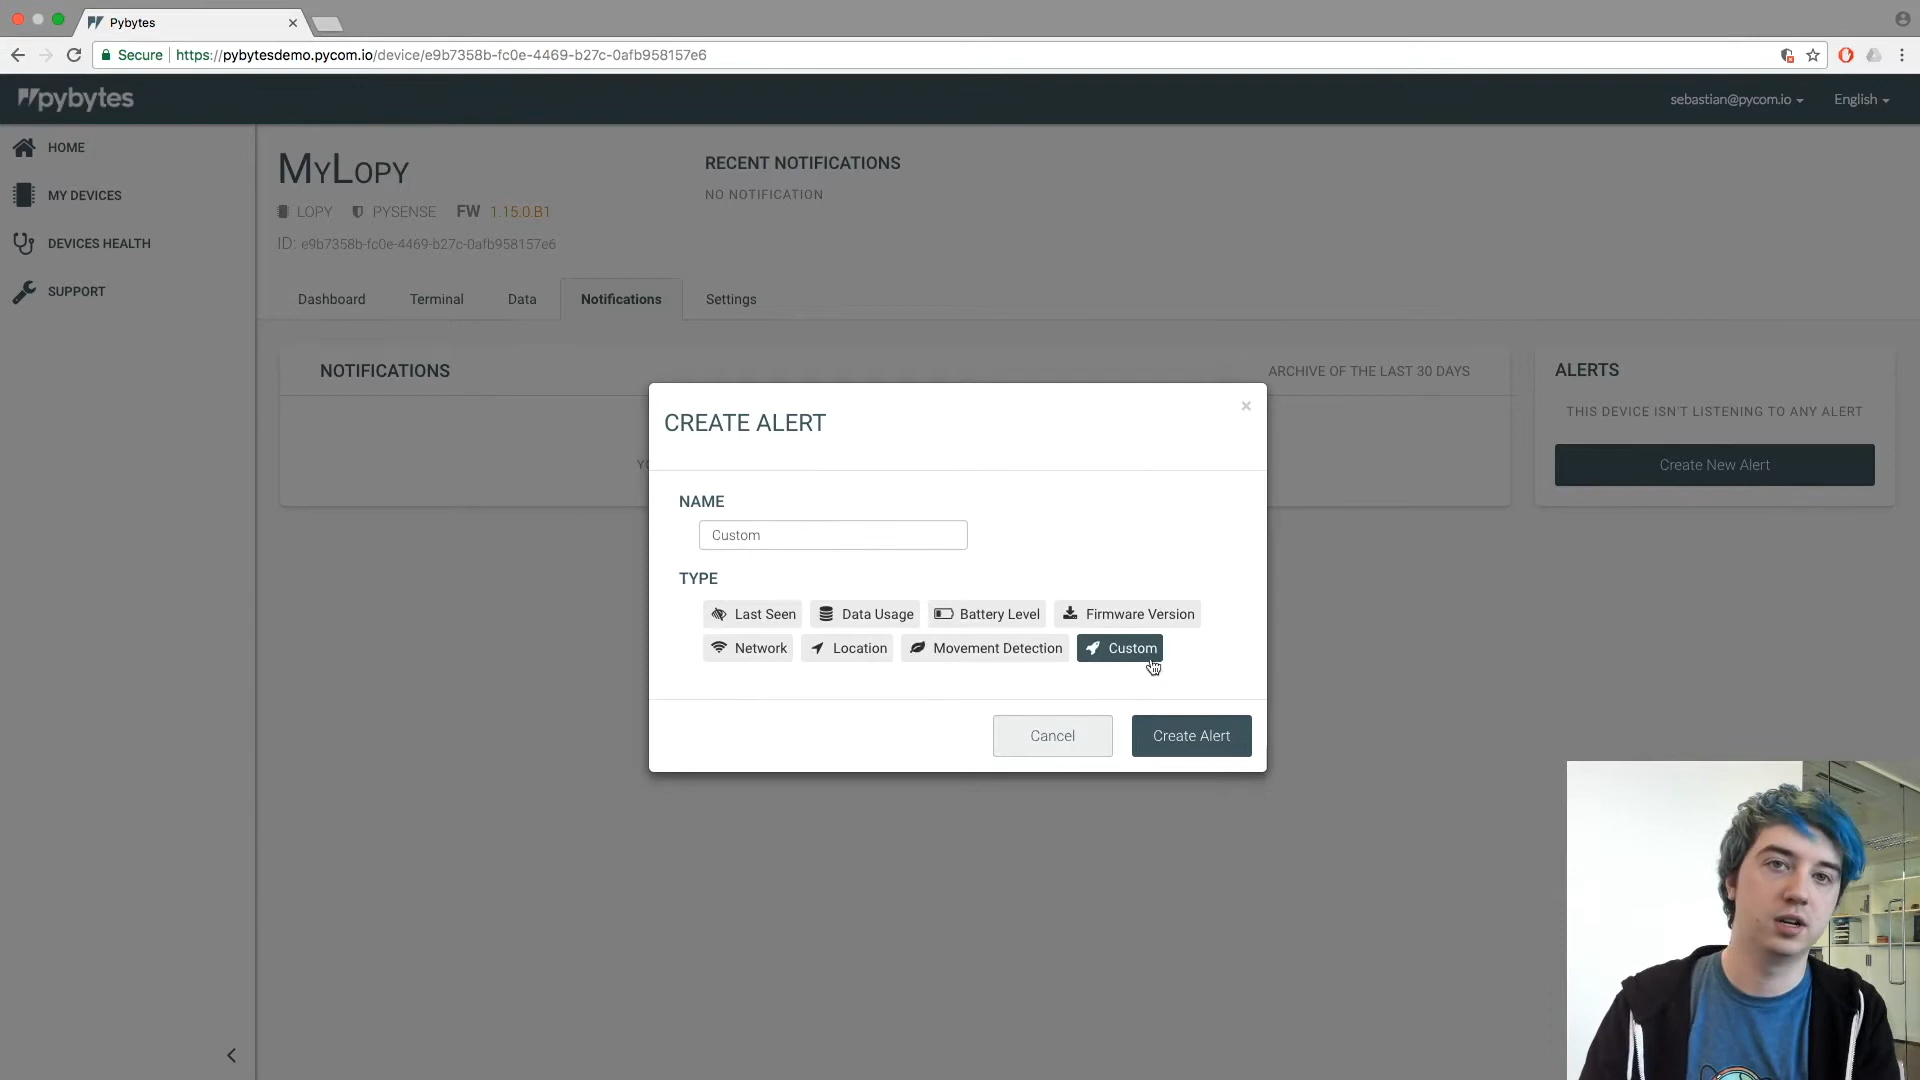 Pybytes
Secure https://pybytesdemo.pycom.io/device/e9b7358b-fc0e-4469-b27c-0afb958157e6
pybytes
sebastian@pycom.io
English
HOME
MY DEVICES
DEVICES HEALTH
SUPPORT
MyLopy
LOPY PYSENSE FW 1.15.0.B1
ID: e9b7358b-fc0e-4469-b27c-0afb958157e6
RECENT NOTIFICATIONS
NO NOTIFICATION
Dashboard Terminal Data Notifications Settings
NOTIFICATIONS
ARCHIVE OF THE LAST 30 DAYS
ALERTS
THIS DEVICE ISN'T LISTENING TO ANY ALERT
Create New Alert
CREATE ALERT
×
NAME
Custom
TYPE
Last Seen Data Usage Battery Level Firmware Version
Network Location Movement Detection Custom
Cancel Create Alert